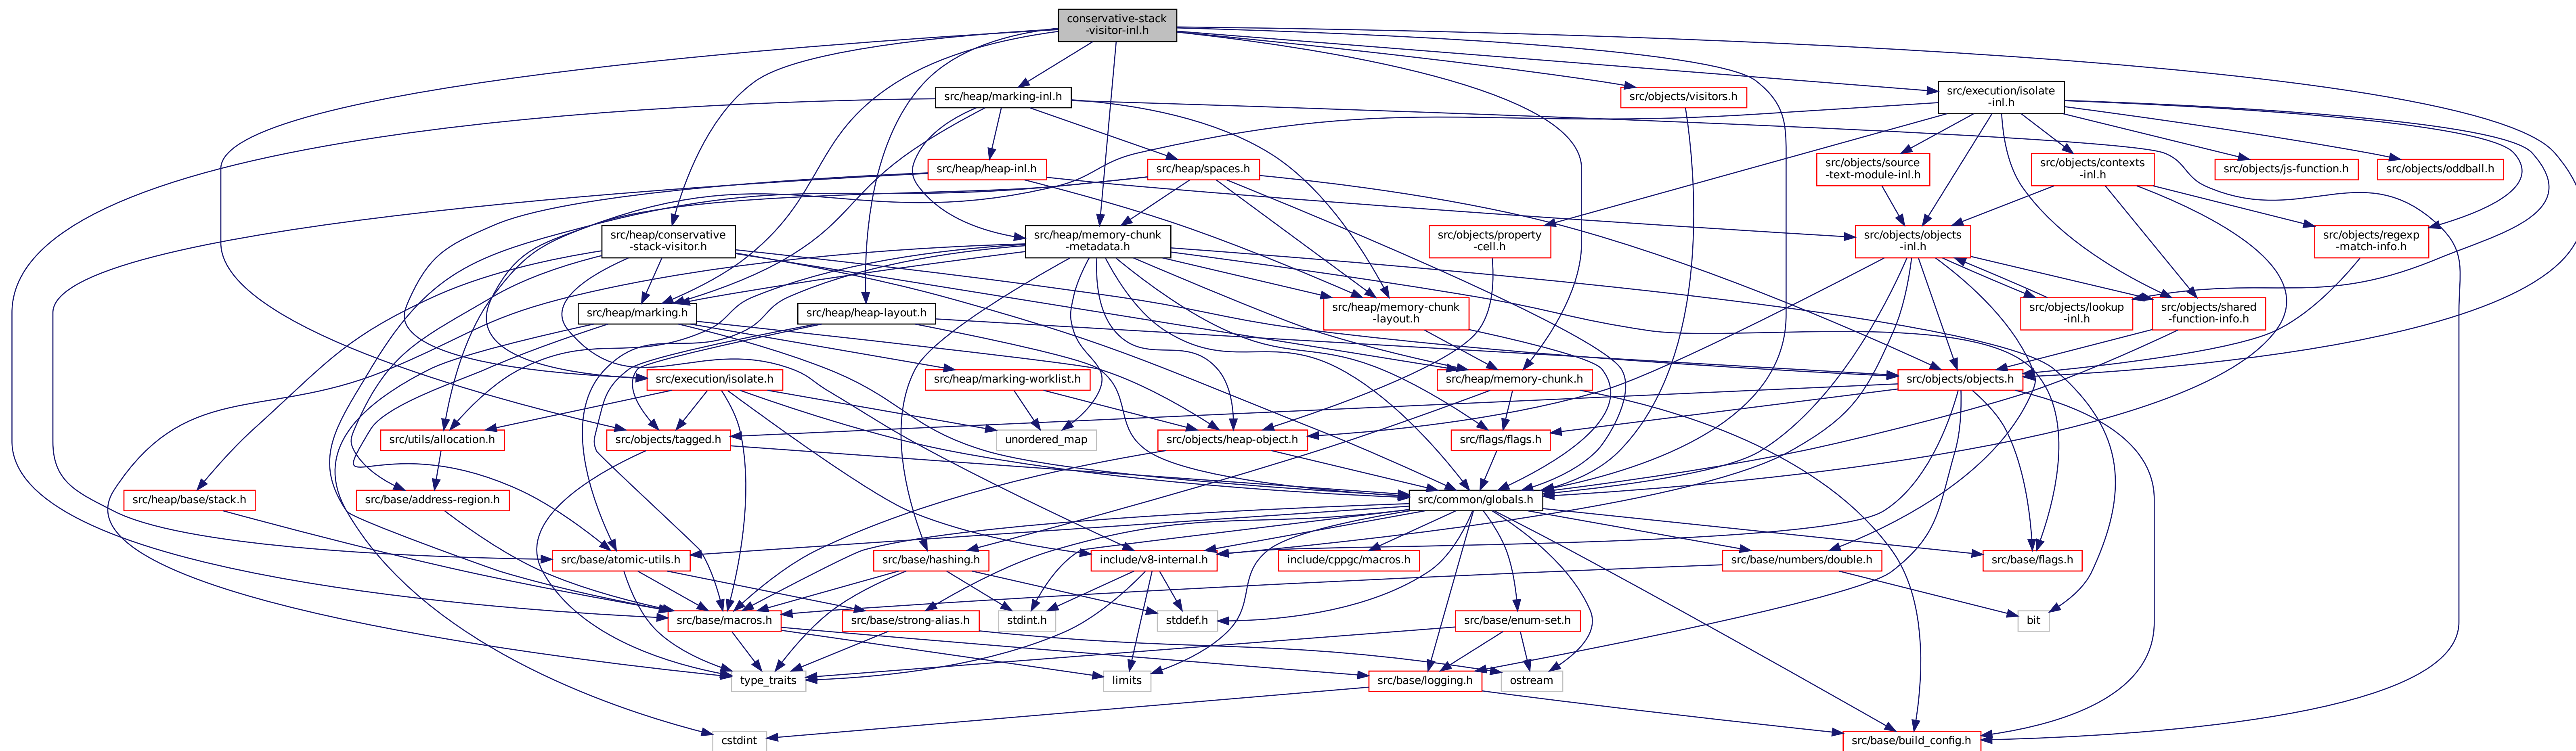 conservative-stack
-visitor-inl.h
src/heap/marking-inl.h
src/objects/visitors.h
src/execution/isolate
-inl.h
src/heap/heap-inl.h
src/heap/spaces.h
src/objects/source
-text-module-inl.h
src/objects/contexts
-inl.h
src/objects/js-function.h
src/objects/oddball.h
src/heap/conservative
-stack-visitor.h
src/heap/memory-chunk
-metadata.h
src/objects/property
-cell.h
src/objects/objects
-inl.h
src/objects/regexp
-match-info.h
src/heap/marking.h
src/heap/heap-layout.h
src/heap/memory-chunk
-layout.h
src/objects/lookup
-inl.h
src/objects/shared
-function-info.h
src/execution/isolate.h
src/heap/marking-worklist.h
src/heap/memory-chunk.h
src/objects/objects.h
src/utils/allocation.h
src/objects/tagged.h
unordered_map
src/objects/heap-object.h
src/flags/flags.h
src/heap/base/stack.h
src/base/address-region.h
src/common/globals.h
src/base/atomic-utils.h
src/base/hashing.h
include/v8-internal.h
include/cppgc/macros.h
src/base/numbers/double.h
src/base/flags.h
src/base/macros.h
src/base/strong-alias.h
stdint.h
stddef.h
src/base/enum-set.h
bit
type_traits
limits
src/base/logging.h
ostream
cstdint
src/base/build_config.h